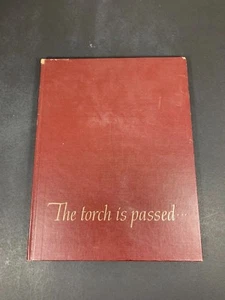 The torch is passed...